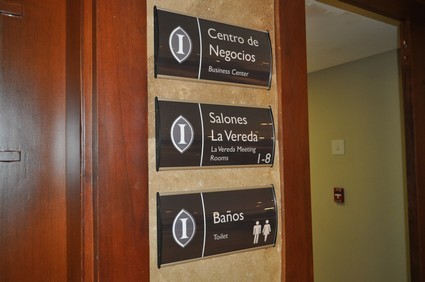 I
Centro de
Negocios
Business Center
I
Salones
La Vereda
La Vereda Meeting
Rooms 1-8
I
Baños
Toilet